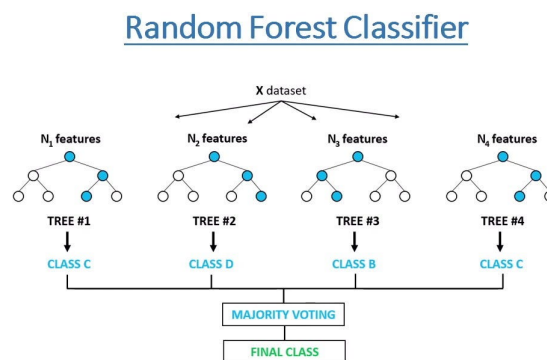 Random Forest Classifier
X dataset
N₁ features N₂ features N₃ features N₄ features
TREE #1 TREE #2 TREE #3 TREE #4
CLASS C CLASS D CLASS B CLASS C
MAJORITY VOTING
FINAL CLASS